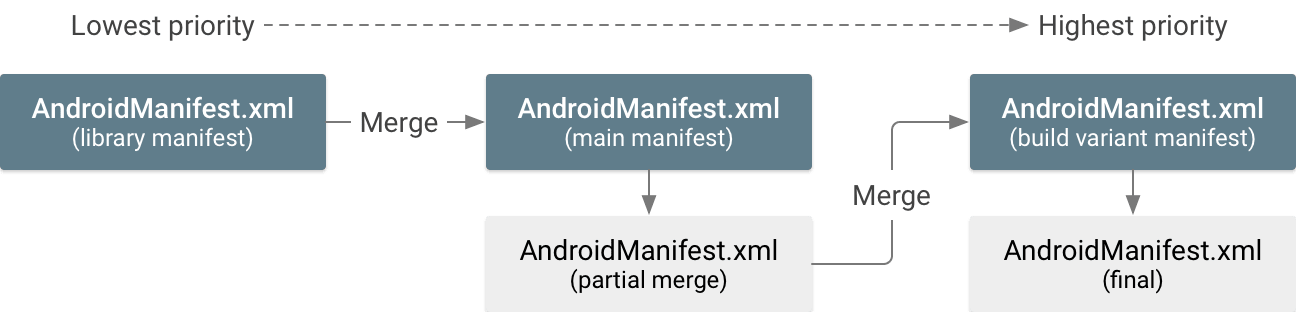 Lowest priority
Highest priority
AndroidManifest.xml
(library manifest)
Merge
AndroidManifest.xml
(main manifest)
AndroidManifest.xml
(build variant manifest)
Merge
AndroidManifest.xml
(partial merge)
AndroidManifest.xml
(final)